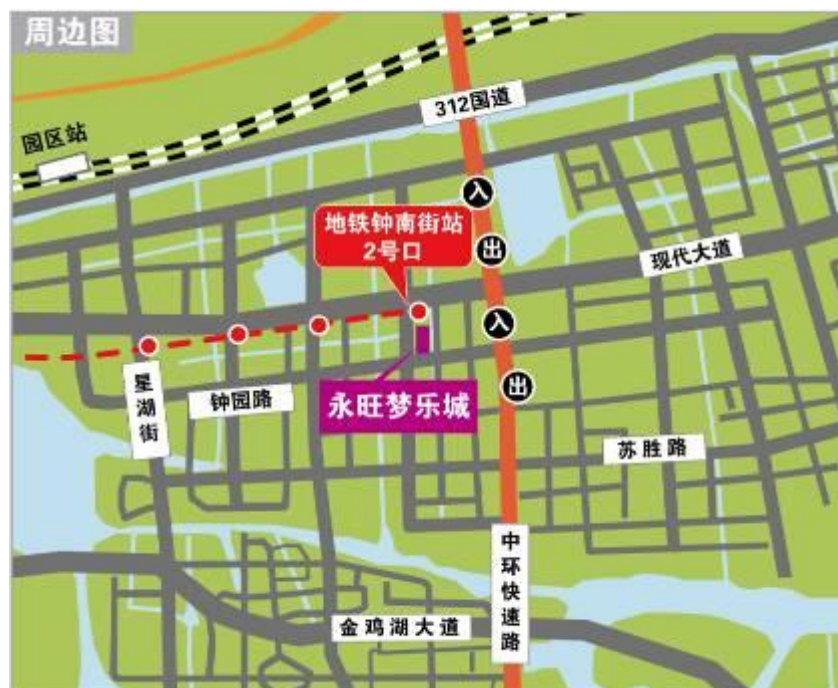 周边图
312国道
园区站
入
地铁钟南街站
2号口
出
现代大道
入
星湖街
钟园路
永旺梦乐城
出
苏胜路
中环快速路
金鸡湖大道